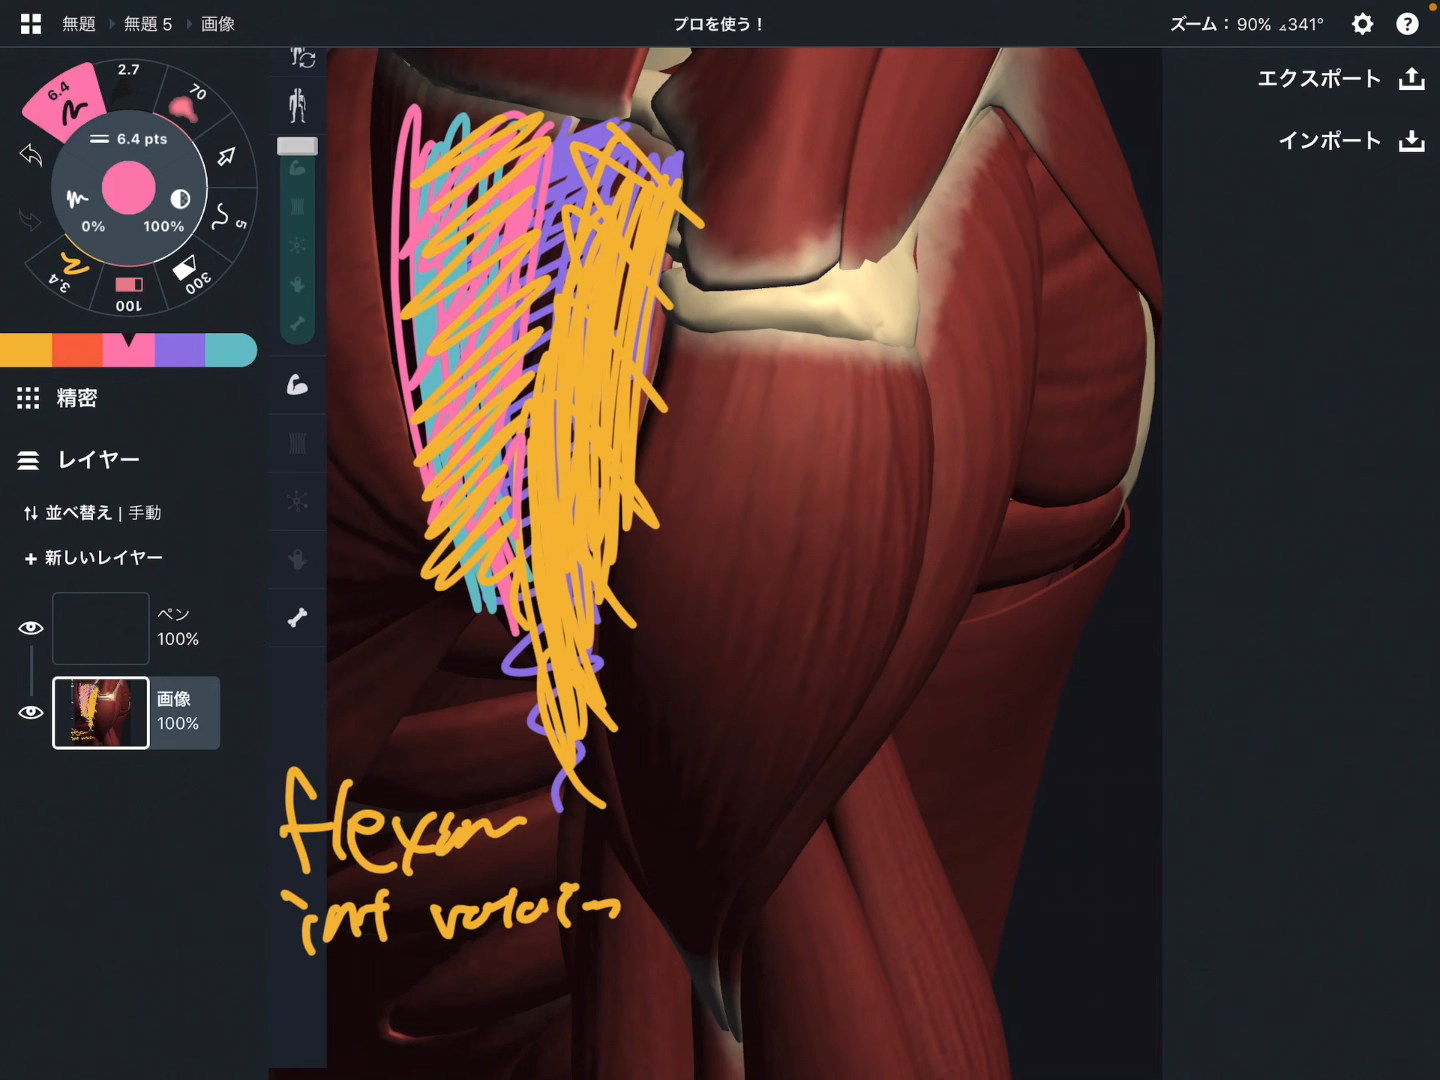 無題 無題 5 画像
プロを使う！
ズーム： 90% ⊿341°
エクスポート
インポート
6.4
2.7
70
5
300
100
3.4
6.4 pts
0% 100%
精密
レイヤー
並べ替え | 手動
+ 新しいレイヤー
ペン
100%
画像
100%
int